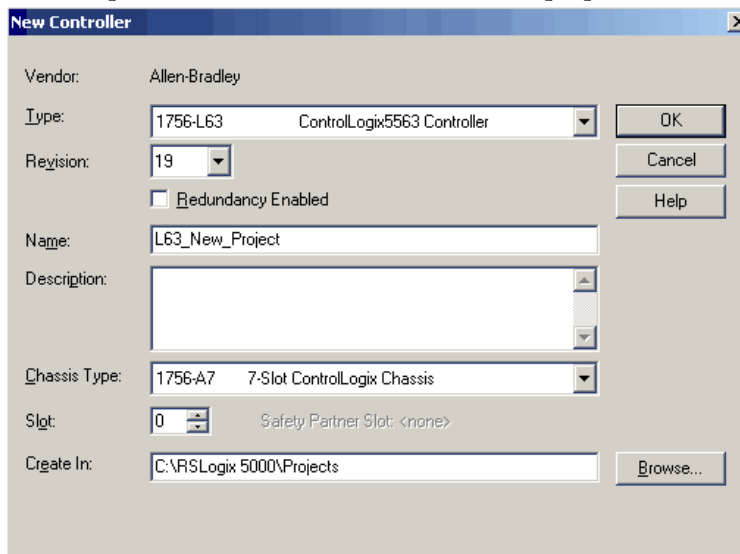 New Controller
Vendor: Allen-Bradley
Type: 1756-L63 ControlLogix5563 Controller OK
Revision: 19 Cancel
Redundancy Enabled Help
Name: L63_New_Project
Description:
Chassis Type: 1756-A7 7-Slot ControlLogix Chassis
Slot: 0 Safety Partner Slot: <none>
Create In: C:\RSLogix 5000\Projects Browse...